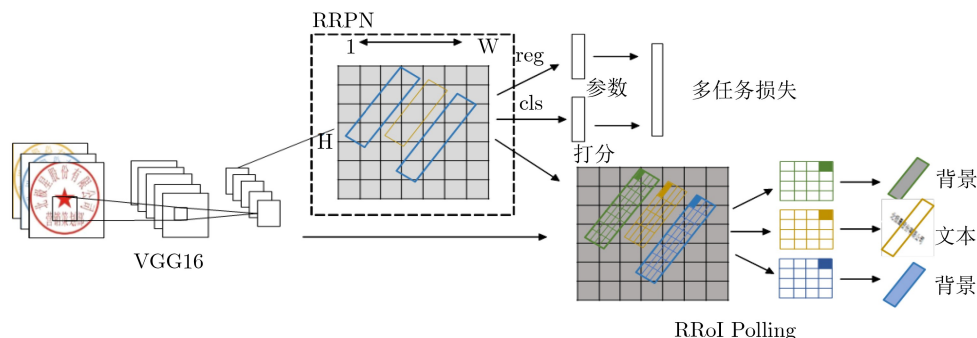 RRPN
1 W
H
reg
cls
参数
打分
多任务损失
VGG16
背景
文本
背景
RRoI Polling